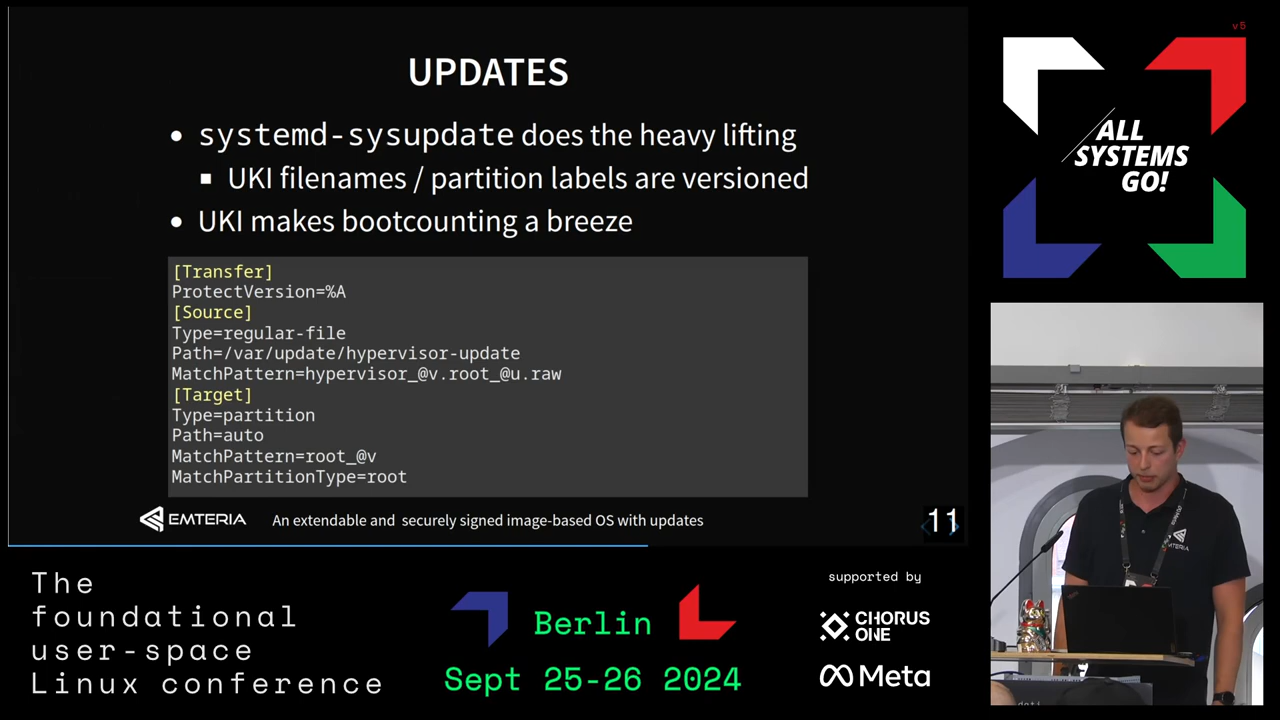 UPDATES
systemd-sysupdate does the heavy lifting
UKI filenames / partition labels are versioned
UKI makes bootcounting a breeze
[Transfer]
ProtectVersion=%A
[Source]
Type=regular-file
Path=/var/update/hypervisor-update
MatchPattern=hypervisor_@v.root_@u.raw
[Target]
Type=partition
Path=auto
MatchPattern=root_@v
MatchPartitionType=root
EMTERIA
An extendable and securely signed image-based OS with updates
11
v5
ALL
SYSTEMS
GO!
The
foundational
user-space
Linux conference
Berlin
Sept 25-26 2024
supported by
CHORUS
ONE
Meta